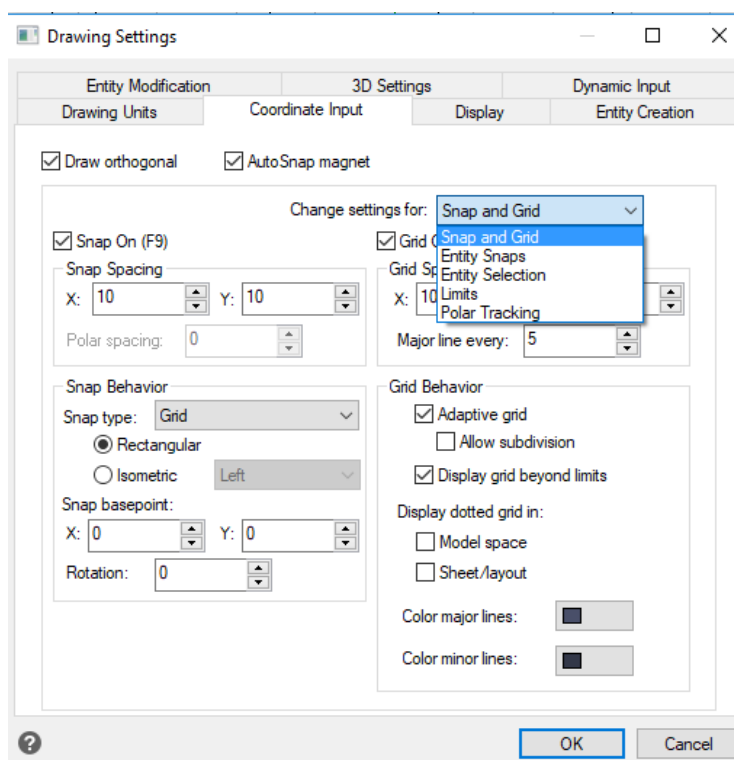 Drawing Settings
Entity Modification
3D Settings
Dynamic Input
Drawing Units
Coordinate Input
Display
Entity Creation
Draw orthogonal
AutoSnap magnet
Change settings for:
Snap and Grid
Snap and Grid
Entity Snaps
Entity Selection
Limits
Polar Tracking
Snap On (F9)
Snap Spacing
X: 10
Y: 10
Polar spacing: 0
Grid
X: 10
Major line every: 5
Snap Behavior
Snap type: Grid
Rectangular
Isometric
Left
Snap basepoint:
X: 0
Y: 0
Rotation: 0
Grid Behavior
Adaptive grid
Allow subdivision
Display grid beyond limits
Display dotted grid in:
Model space
Sheet/layout
Color major lines:
Color minor lines:
?
OK
Cancel